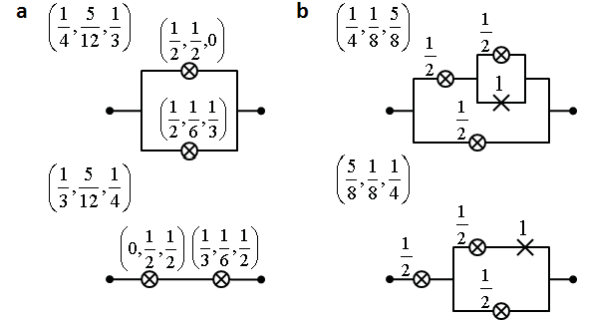 a
(1/4, 5/12, 1/3)
(1/2, 1/2, 0)
(1/2, 1/6, 1/3)
(1/3, 5/12, 1/4)
(0, 1/2, 1/2) (1/3, 1/6, 1/2)
b
(1/4, 1/8, 5/8)
1/2
1/2
1
1/2
(5/8, 1/8, 1/4)
1/2
1/2
1
1/2